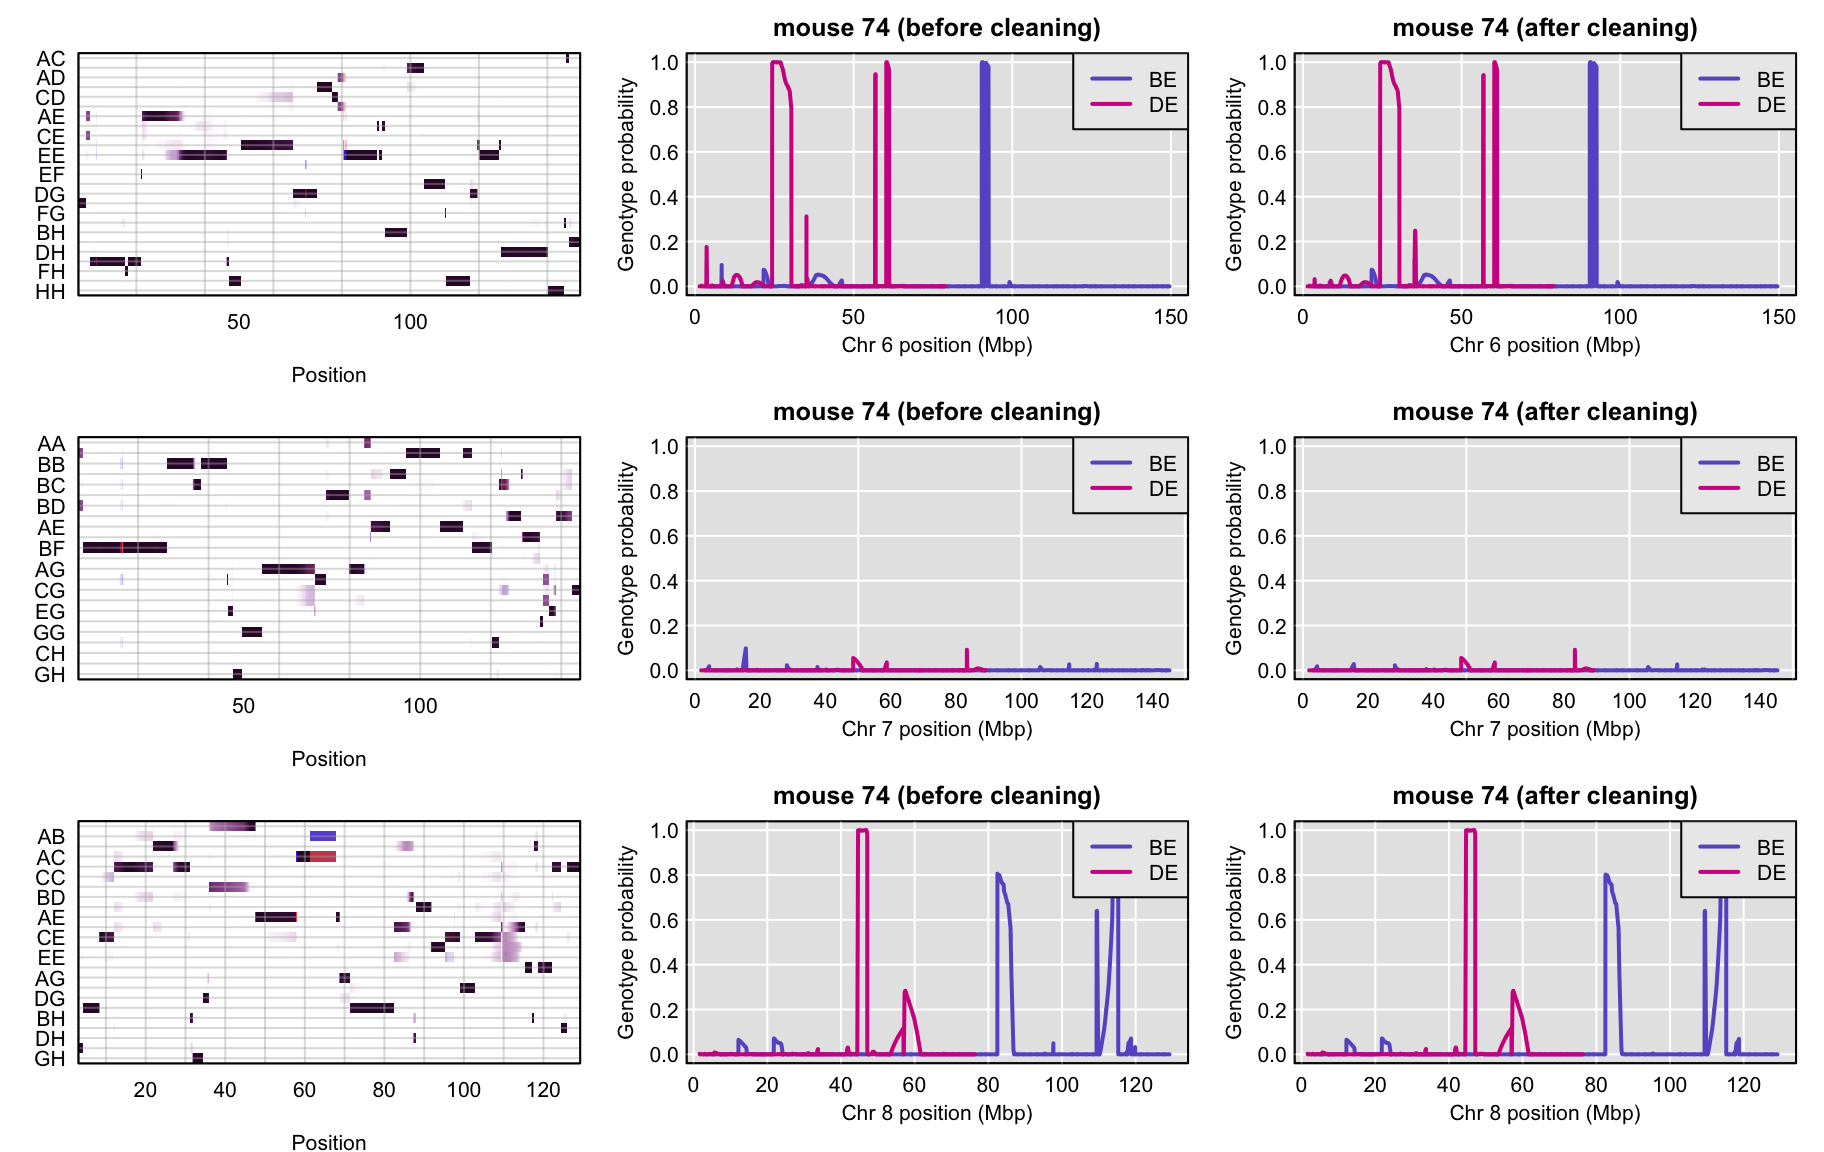 AC
AD
CD
AE
CE
EE
EF
DG
FG
BH
DH
FH
HH
50 100
Position
mouse 74 (before cleaning)
Genotype probability
1.0
0.8
0.6
0.4
0.2
0.0
BE
DE
0 50 100 150
Chr 6 position (Mbp)
mouse 74 (after cleaning)
Genotype probability
1.0
0.8
0.6
0.4
0.2
0.0
BE
DE
0 50 100 150
Chr 6 position (Mbp)
AA
BB
BC
BD
AE
BF
AG
CG
EG
GG
CH
GH
50 100
Position
mouse 74 (before cleaning)
Genotype probability
1.0
0.8
0.6
0.4
0.2
0.0
BE
DE
0 20 40 60 80 100 120 140
Chr 7 position (Mbp)
mouse 74 (after cleaning)
Genotype probability
1.0
0.8
0.6
0.4
0.2
0.0
BE
DE
0 20 40 60 80 100 120 140
Chr 7 position (Mbp)
AB
AC
CC
BD
AE
CE
EE
AG
DG
BH
DH
GH
20 40 60 80 100 120
Position
mouse 74 (before cleaning)
Genotype probability
1.0
0.8
0.6
0.4
0.2
0.0
BE
DE
0 20 40 60 80 100 120
Chr 8 position (Mbp)
mouse 74 (after cleaning)
Genotype probability
1.0
0.8
0.6
0.4
0.2
0.0
BE
DE
0 20 40 60 80 100 120
Chr 8 position (Mbp)